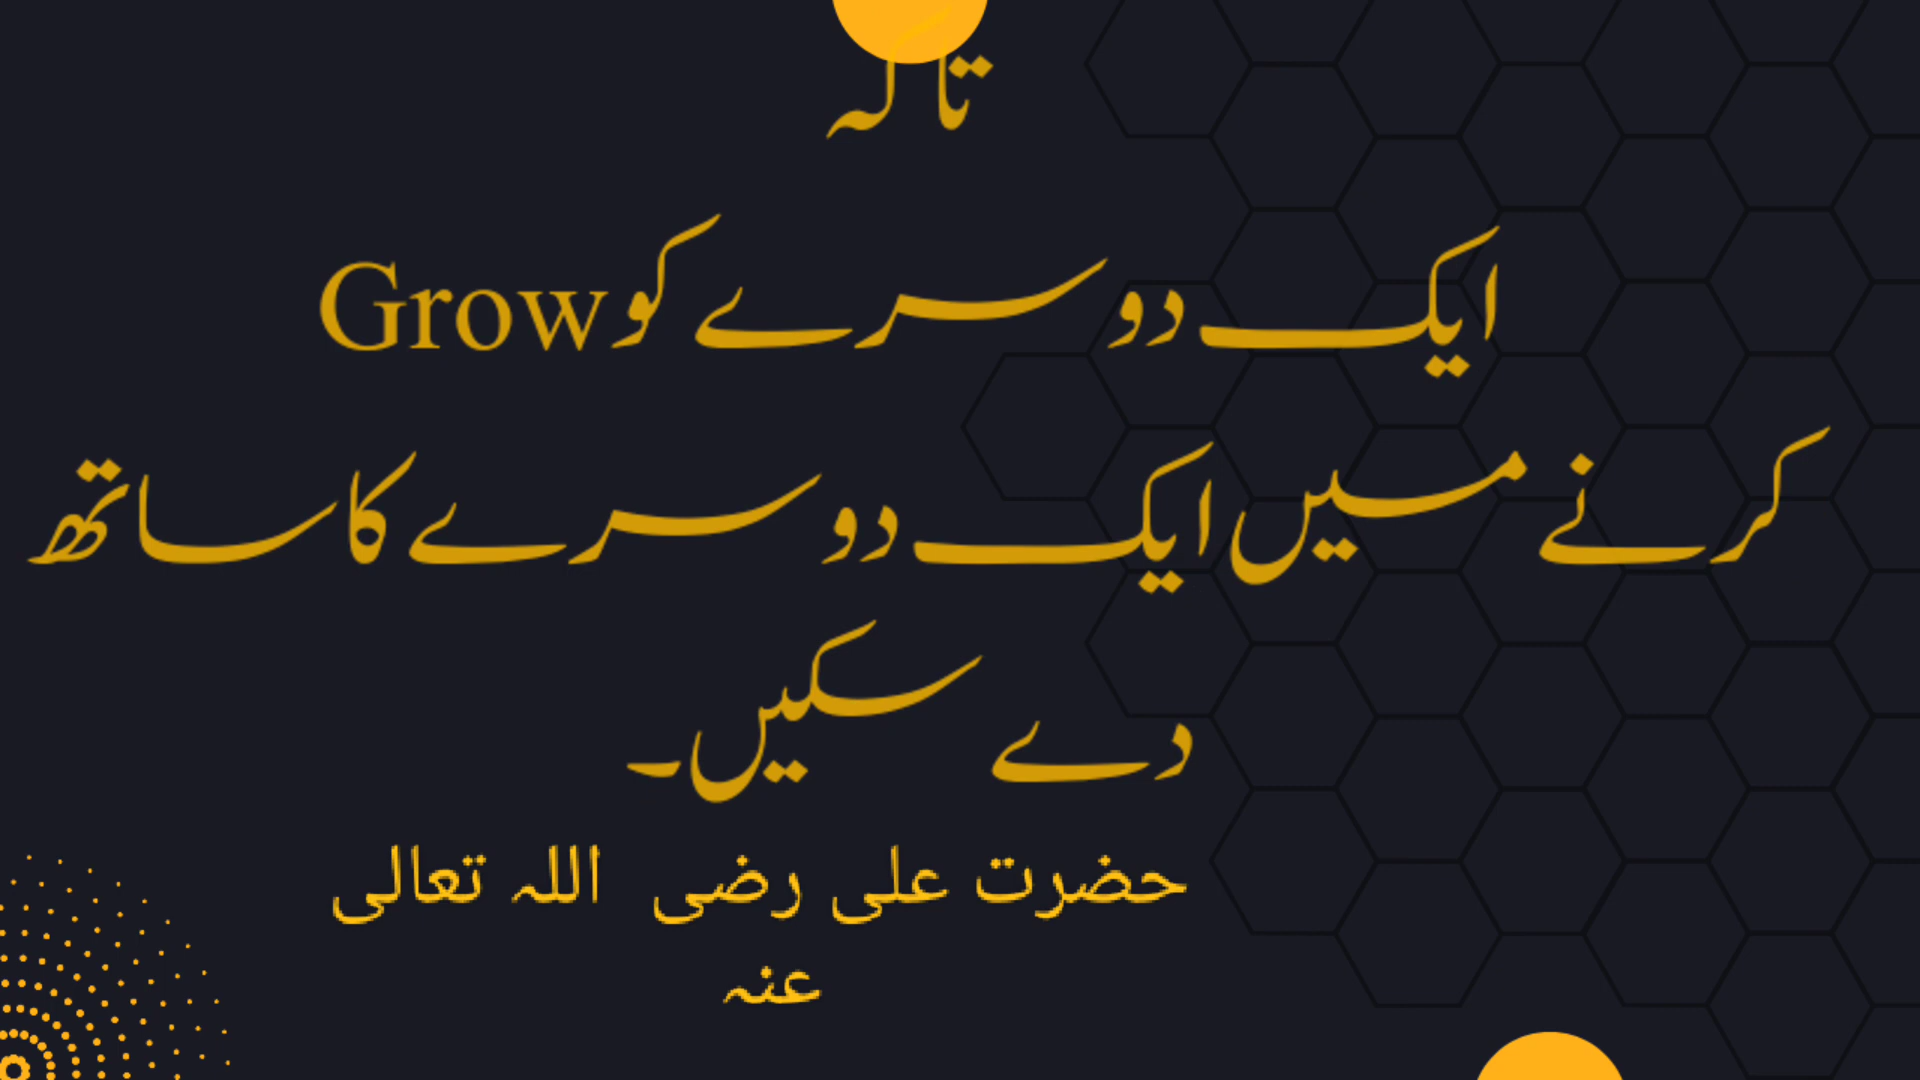 تاکہ
ایک دوسرے کو Grow
کرنے میں ایک دوسرے کا ساتھ
دے سکیں۔
حضرت علی رضی اللہ تعالی
عنہ